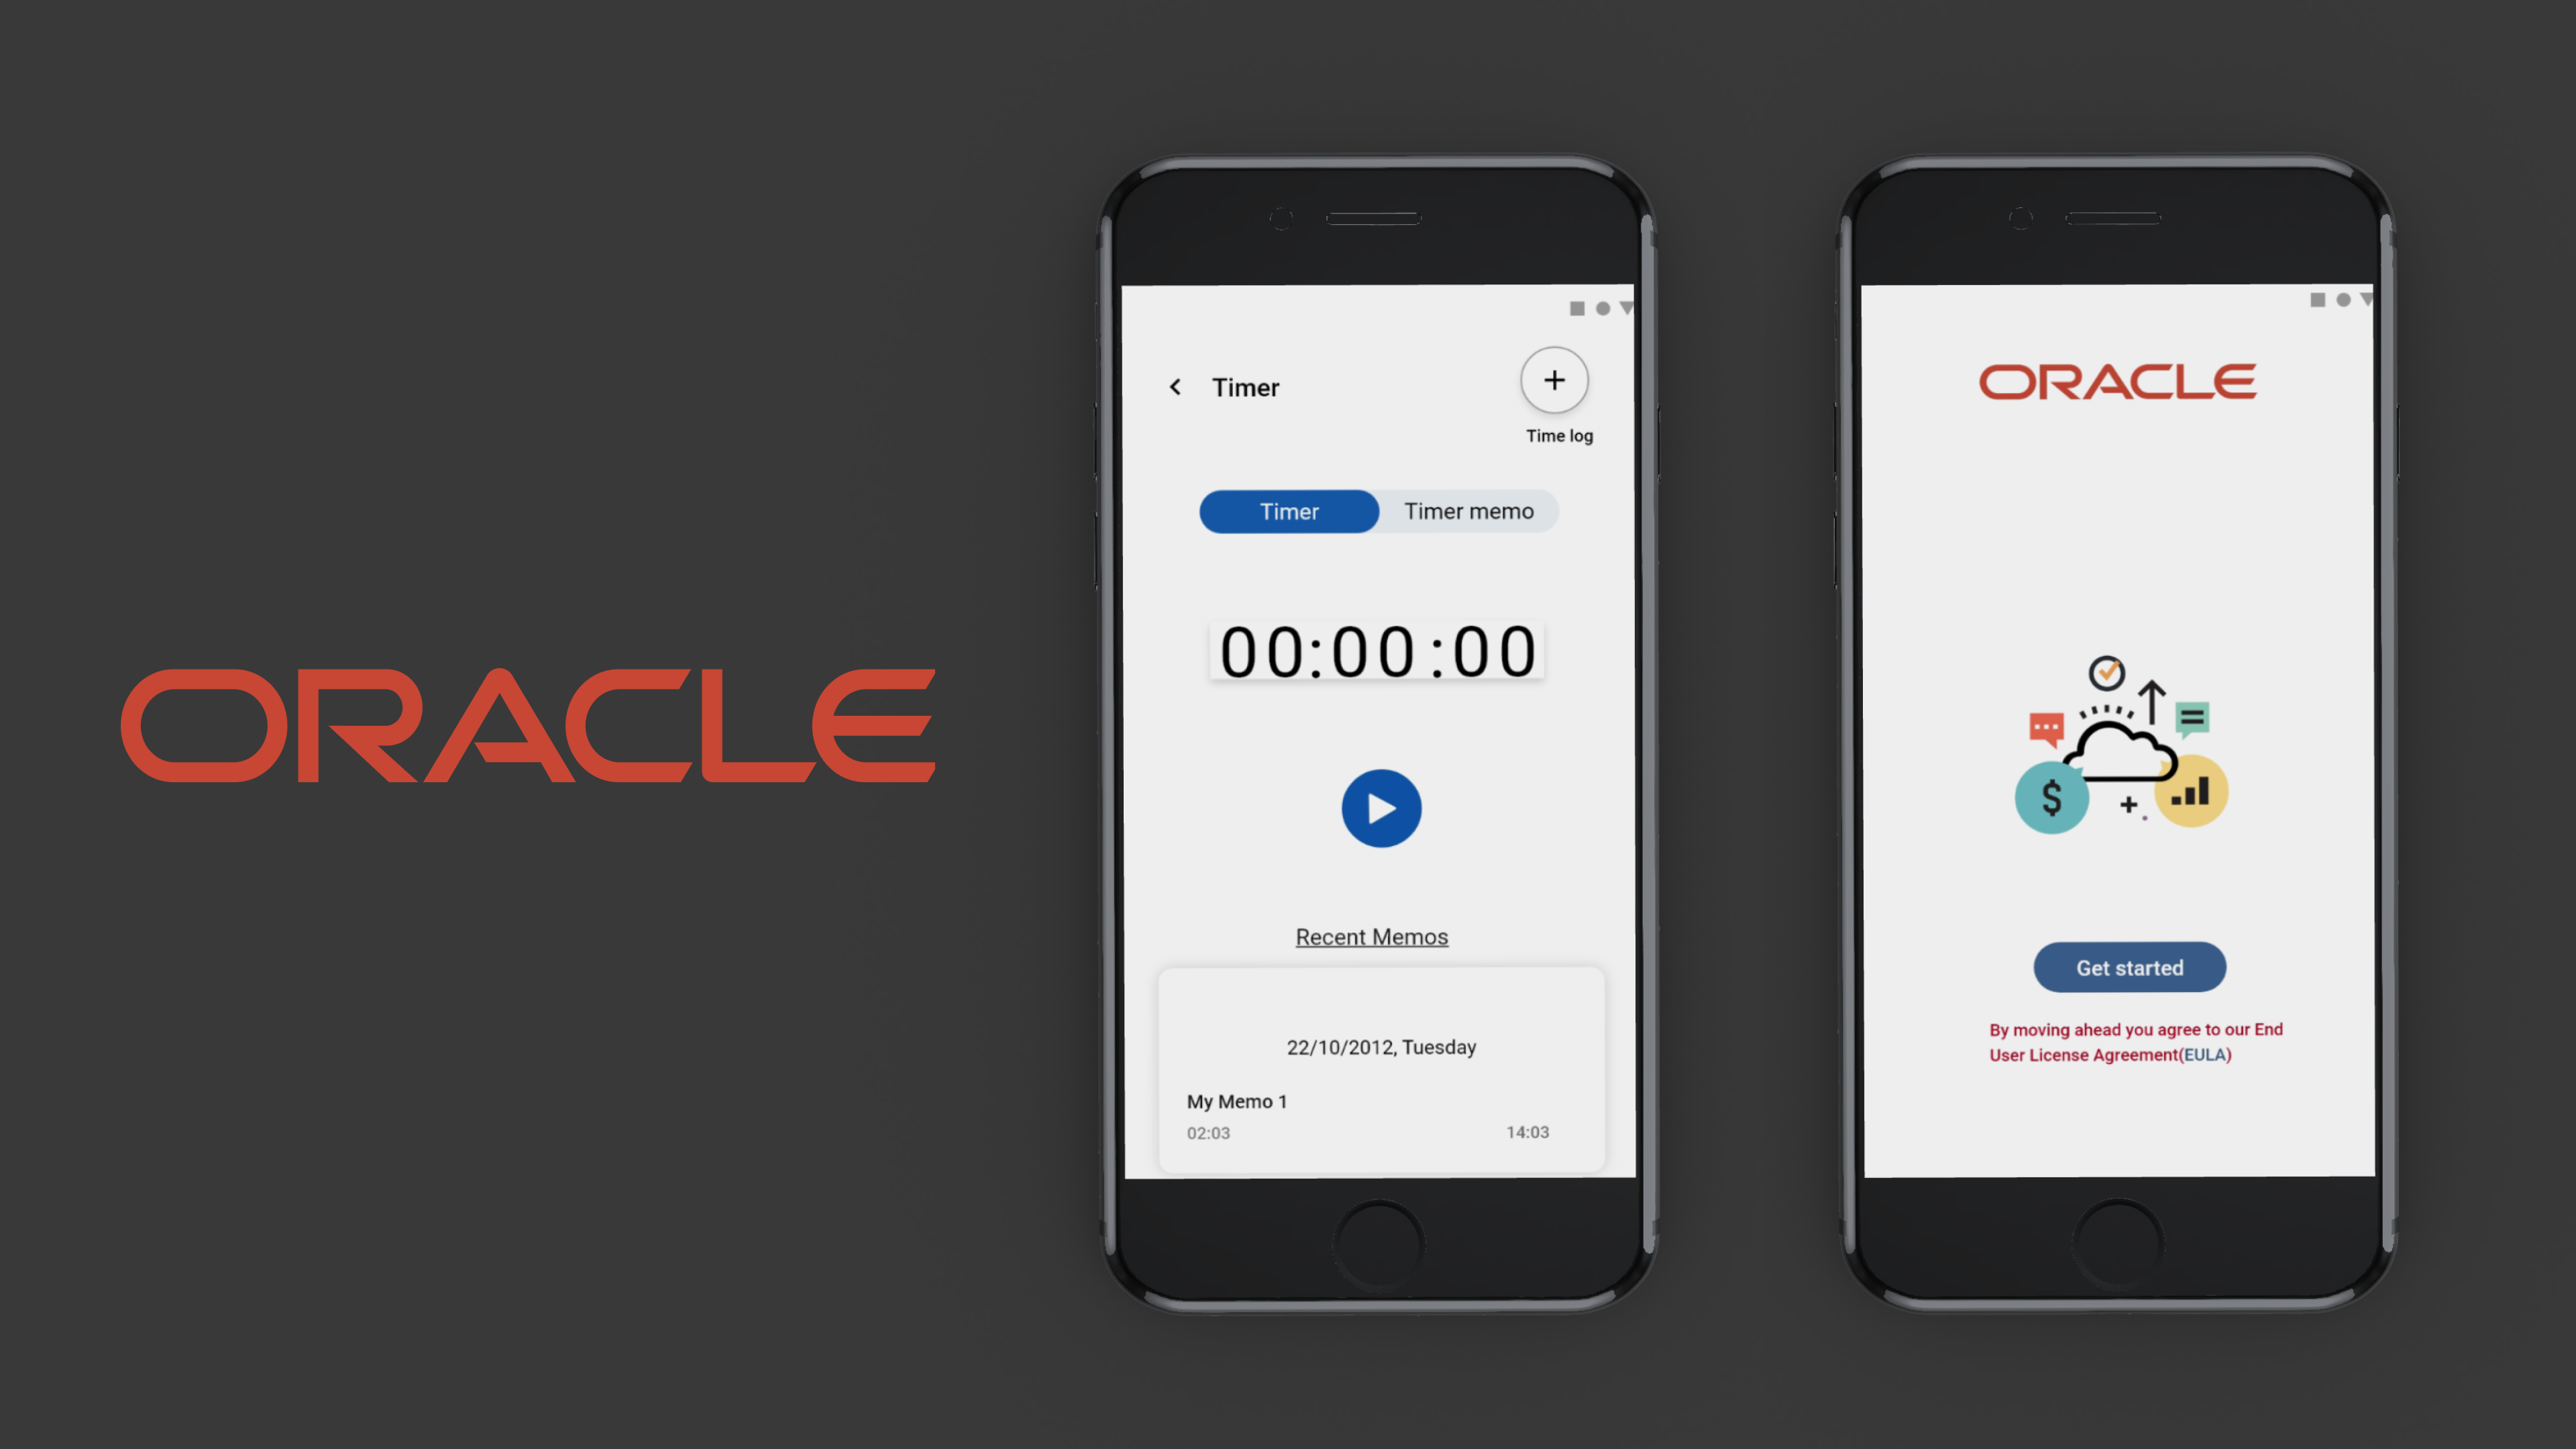 ORACLE
Timer
Time log
Timer
Timer memo
00:00:00
Recent Memos
22/10/2012, Tuesday
My Memo 1
02:03
14:03
ORACLE
$
Get started
By moving ahead you agree to our End
User License Agreement(EULA)